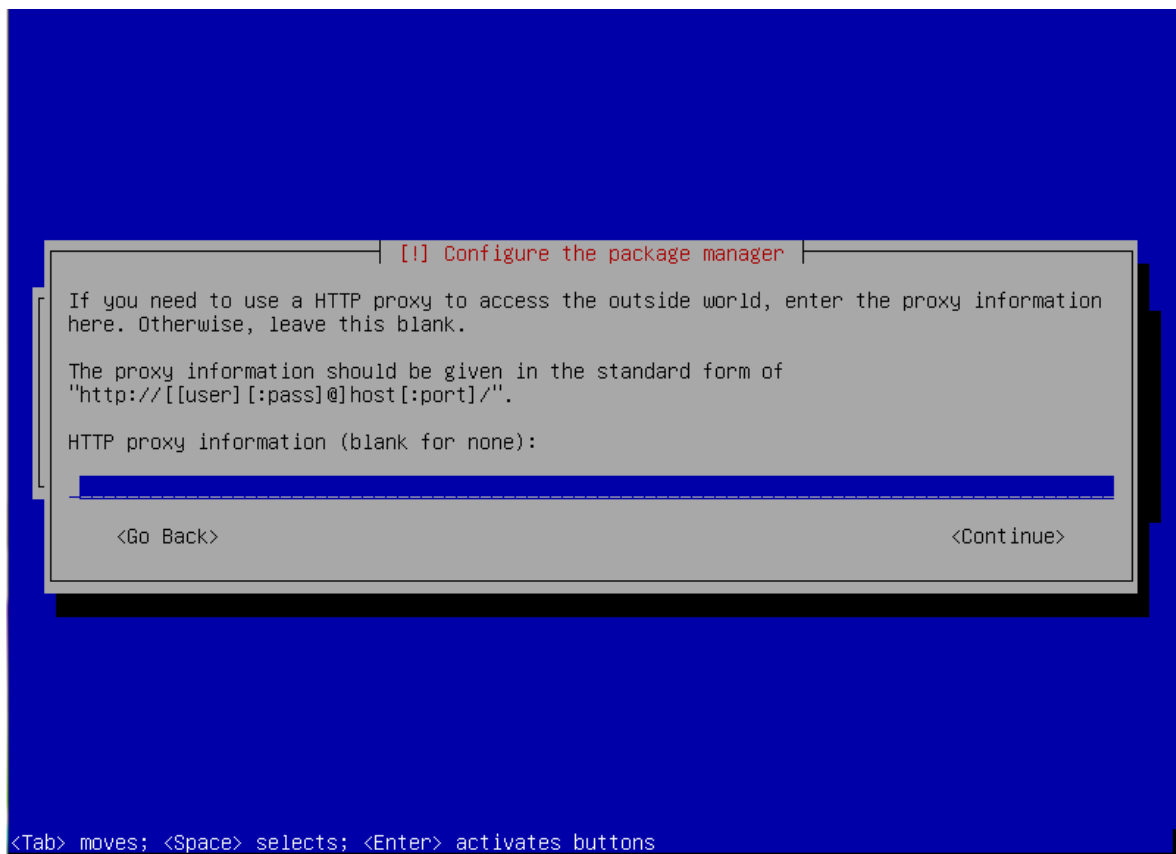 [!] Configure the package manager
If you need to use a HTTP proxy to access the outside world, enter the proxy information
here. Otherwise, leave this blank.
The proxy information should be given in the standard form of
"http://[[user][:pass]@]host[:port]/".
HTTP proxy information (blank for none):
<Go Back> <Continue>
<Tab> moves; <Space> selects; <Enter> activates buttons